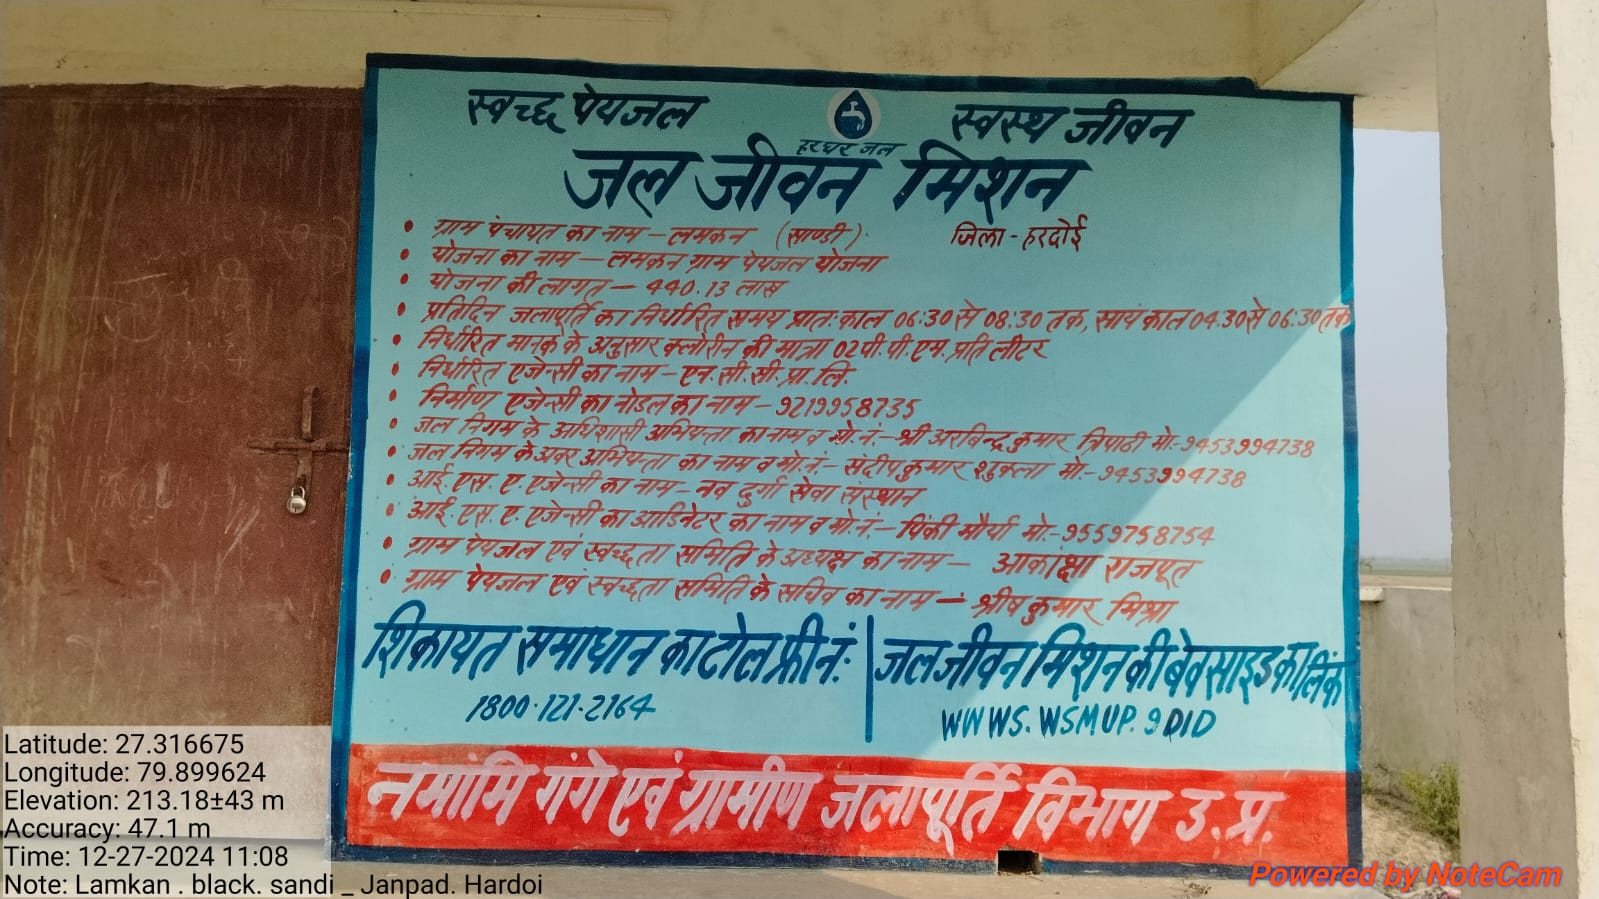 स्वच्छ पेयजल
स्वस्थ जीवन
हर घर जल
जल जीवन मिशन
• ग्राम पंचायत का नाम – लमकन (साण्डी) जिला - हरदोई
• योजना का नाम – लमकन ग्राम पेयजल योजना
• योजना की लागत – 440.13 लाख
• प्रतिदिन जलापूर्ति का निर्धारित समय प्रातः काल 06:30 से 08:30 तक, सायं काल 04.30 से 06:30 तक
• निर्धारित मानक के अनुसार क्लोरीन की मात्रा 02 पी.पी.एम. प्रति लीटर
• निर्धारित एजेन्सी का नाम – एन.सी.सी.प्रा.लि.
• निर्माण एजेन्सी का नोडल का नाम – 9219958735
• जल निगम के अधिशासी अभियन्ता का नाम व मो.नं.– श्री अरबिन्द्र कुमार त्रिपाठी मो.-9453994738
• जल निगम के अवर अभियन्ता का नाम व मो.नं.– संदीप कुमार शुक्ला मो.-9453994738
• आई.एस.ए.एजेन्सी का नाम – नव दुर्गा सेवा संस्थान
• आई.एस.ए.एजेन्सी का आडिनेटर का नाम व मो.नं.– पिंकी मौर्या मो.-9559758754
• ग्राम पेयजल एवं स्वच्छता समिति के अध्यक्ष का नाम – आकांक्षा राजपूत
• ग्राम पेयजल एवं स्वच्छता समिति के सचिव का नाम – श्रीष कुमार मिश्रा
शिकायत समाधान का टोल फ्री नं:
1800-121-2164
जल जीवन मिशन की बेवसाइड का लिंक
WWWS.WSMUP.9DID
नमामि गंगे एवं ग्रामीण जलापूर्ति विभाग उ.प्र.
Latitude: 27.316675
Longitude: 79.899624
Elevation: 213.18±43 m
Accuracy: 47.1 m
Time: 12-27-2024 11:08
Note: Lamkan . black. sandi _ Janpad. Hardoi
Powered by NoteCam